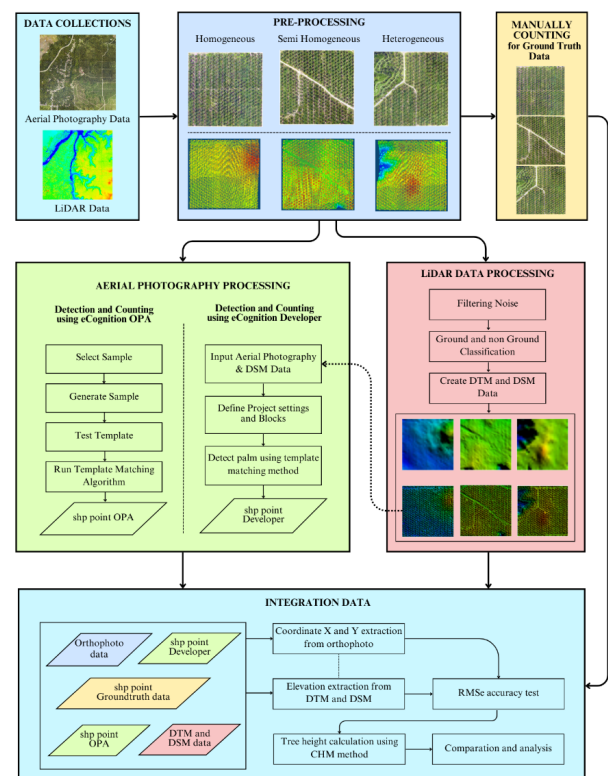 DATA COLLECTIONS
Aerial Photography Data
LiDAR Data
PRE-PROCESSING
Homogeneous
Semi Homogeneous
Heterogeneous
MANUALLY
COUNTING
for Ground Truth
Data
AERIAL PHOTOGRAPHY PROCESSING
Detection and Counting
using eCognition OPA
Select Sample
Generate Sample
Test Template
Run Template Matching
Algorithm
shp point OPA
Detection and Counting
using eCognition Developer
Input Aerial Photography
& DSM Data
Define Project settings
and Blocks
Detect palm using template
matching method
shp point
Developer
LiDAR DATA PROCESSING
Filtering Noise
Ground and non Ground
Classification
Create DTM and DSM
Data
INTEGRATION DATA
Orthophoto
data
shp point
Developer
shp point
Groundtruth data
shp point
OPA
DTM and
DSM data
Coordinate X and Y extraction
from orthophoto
Elevation extraction from
DTM and DSM
RMSe accuracy test
Tree height calculation using
CHM method
Comparation and analysis